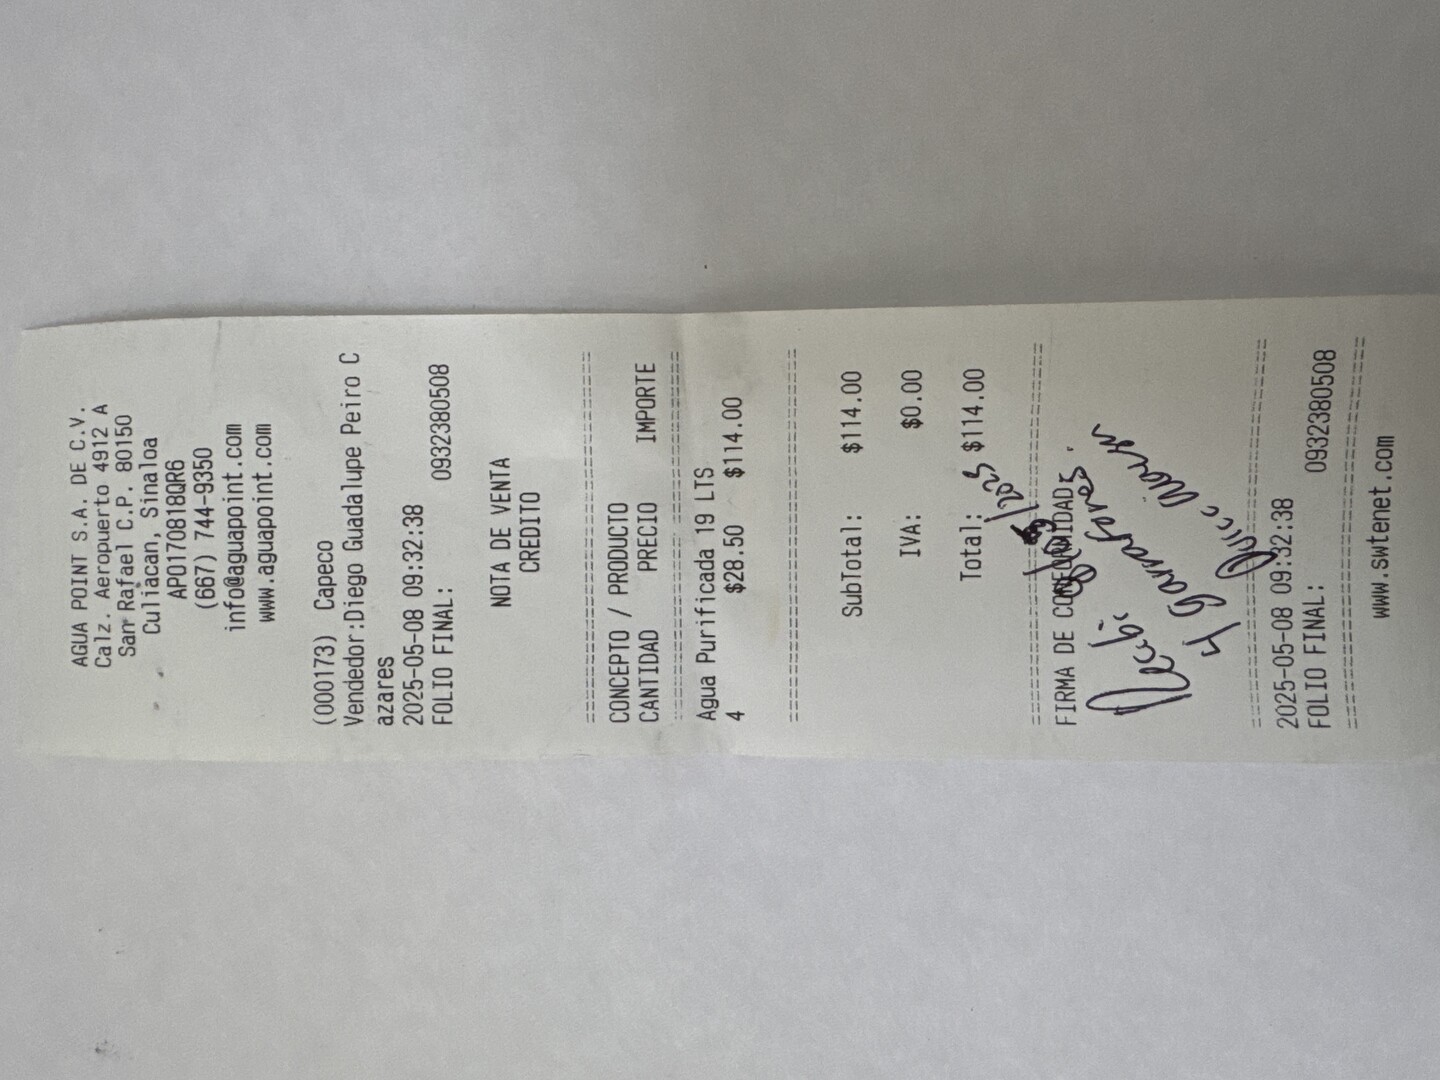 AGUA POINT S.A. DE C.V.
Calz. Aeropuerto 4912 A
San Rafael C.P. 80150
Culiacan, Sinaloa
APO170818QR6
(667) 744-9350
info@aguapoint.com
www.aguapoint.com
(000173) Capeco
Vendedor:Diego Guadalupe Peiro C
azares
2025-05-08 09:32:38
FOLIO FINAL: 0932380508
NOTA DE VENTA
CREDITO
================================
CONCEPTO / PRODUCTO
CANTIDAD PRECIO IMPORTE
================================
Agua Purificada 19 LTS
4 $28.50 $114.00
================================
SubTotal: $114.00
IVA: $0.00
Total: $114.00
================================
FIRMA DE CONFORMIDAD:
Recibi
4 garrafones.
================================
2025-05-08 09:32:38
FOLIO FINAL: 0932380508
================================
www.swtenet.com